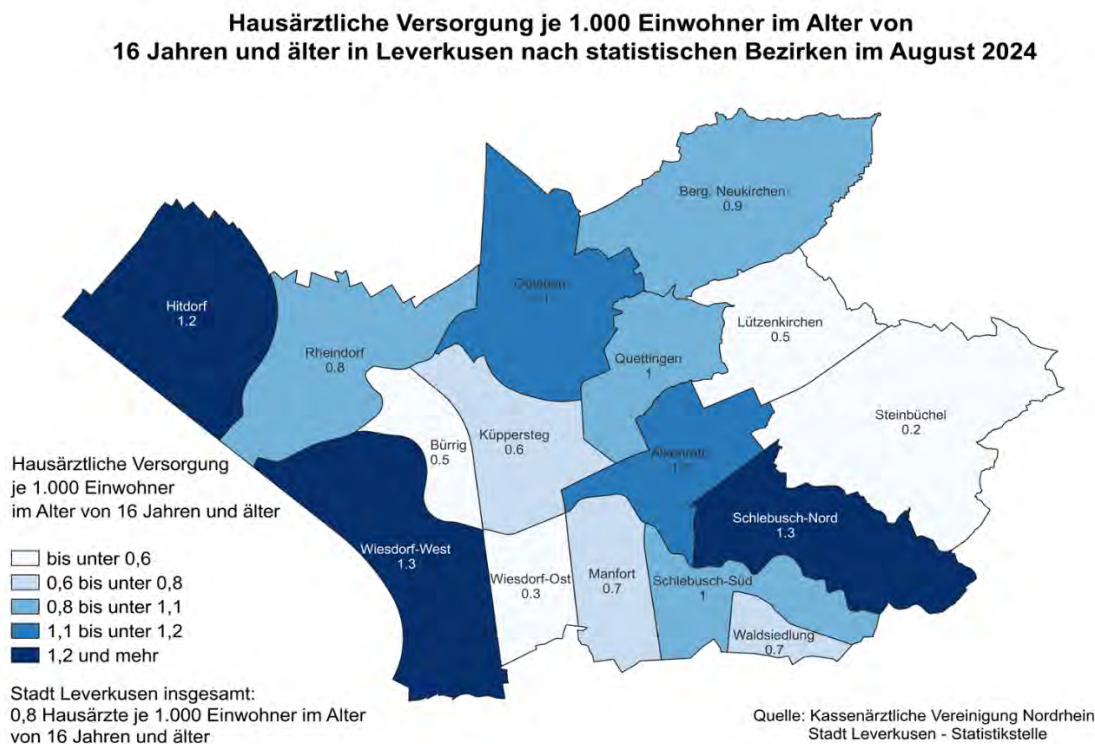 Hausärztliche Versorgung je 1.000 Einwohner im Alter von
16 Jahren und älter in Leverkusen nach statistischen Bezirken im August 2024
Berg. Neukirchen
0.9
Hitdorf
1.2
Lützenkirchen
0.5
Rheindorf
0.8
Quettingen
1
Steinbüchel
0.2
Küppersteg
0.6
Bürrig
0.5
Schlebusch-Nord
1.3
Wiesdorf-West
1.3
Wiesdorf-Ost
0.3
Manfort
0.7
Schlebusch-Süd
1
Waldsiedlung
0.7
Hausärztliche Versorgung
je 1.000 Einwohner
im Alter von 16 Jahren und älter
bis unter 0,6
0,6 bis unter 0,8
0,8 bis unter 1,1
1,1 bis unter 1,2
1,2 und mehr
Stadt Leverkusen insgesamt:
0,8 Hausärzte je 1.000 Einwohner im Alter
von 16 Jahren und älter
Quelle: Kassenärztliche Vereinigung Nordrhein
Stadt Leverkusen - Statistikstelle